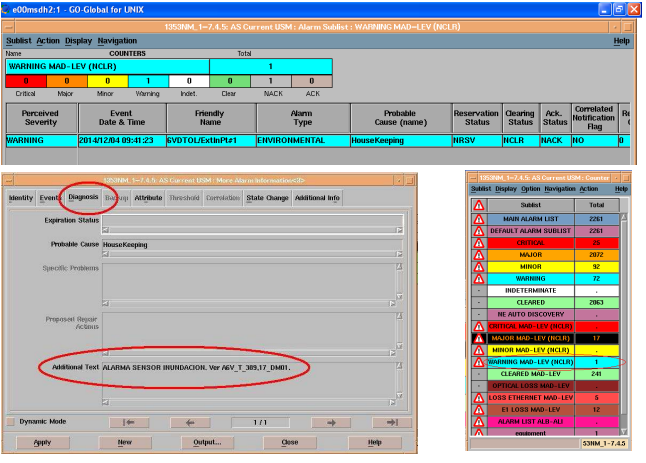 e00msdh2:1 - GO-Global for UNIX
1353NM_1-7.4.5: AS Current USM : Alarm Sublist : WARNING MAD-LEV (NCLR)
Sublist Action Display Navigation Help
Name COUNTERS Total
WARNING MAD-LEV (NCLR) 1
0 0 0 1 0 0 1 0
Critical Major Minor Warning Indet. Clear NACK ACK
Perceived Severity Event Date & Time Friendly Name Alarm Type Probable Cause (name) Reservation Status Clearing Status Ack. Status Correlated Notification Flag
WARNING 2014/12/04 09:41:23 6VDTOL/ExtInPt#1 ENVIRONMENTAL HouseKeeping NRSV NCLR NACK NO 0
1353NM_1-7.4.5: AS Current USM : More Alarm Information<0>
Identity Events Diagnosis Backup Attribute Threshold Correlation State Change Additional Info
Expiration Status
Probable Cause HouseKeeping
Specific Problems
Proposed Repair Actions
Additional Text ALARMA SENSOR INUNDACION. Ver A6V_T_309.17_DM01.
Dynamic Mode 1 / 1
Apply New Output... Close Help
1353NM_1-7.4.5: AS Current USM : Counter
Sublist Display Option Navigation Action Help
Sublist Total
MAIN ALARM LIST 2261
DEFAULT ALARM SUBLIST 2261
CRITICAL 25
MAJOR 2072
MINOR 92
WARNING 72
INDETERMINATE .
CLEARED 2063
NE AUTO DISCOVERY .
CRITICAL MAD-LEV (NCLR) .
MAJOR MAD-LEV (NCLR) 17
MINOR MAD-LEV (NCLR) .
WARNING MAD-LEV (NCLR) 1
CLEARED MAD-LEV 241
OPTICAL LOSS MAD-LEV .
LOSS ETHERNET MAD-LEV 5
E1 LOSS MAD-LEV 12
ALARM LIST ALB-ALI .
equipment 1
53NM_1-7.4.5